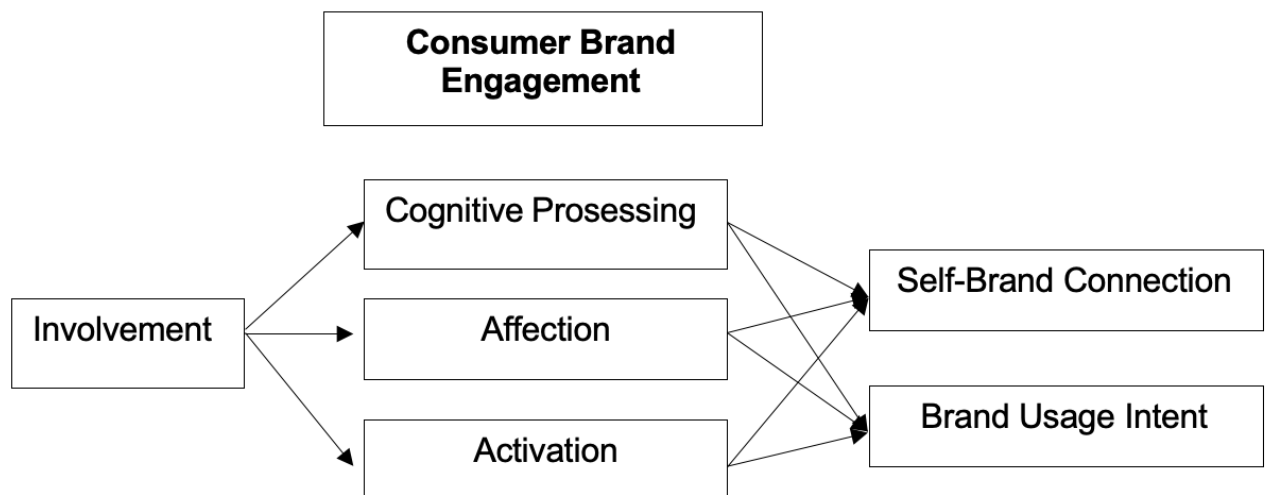 Consumer Brand
Engagement
Cognitive Prosessing
Self-Brand Connection
Involvement
Affection
Brand Usage Intent
Activation